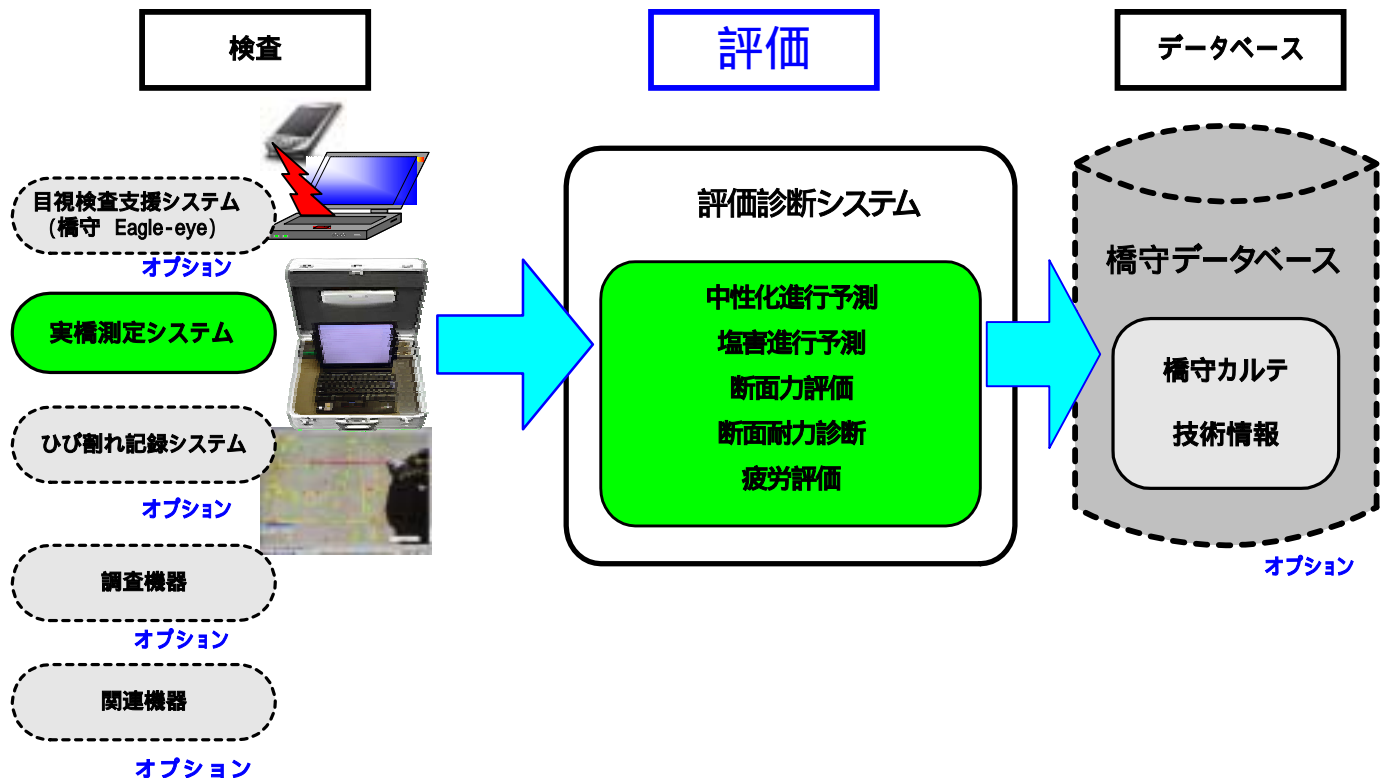 検査
評価
データベース
目視検査支援システム
（橋守 Eagle-eye）
オプション
実橋測定システム
ひび割れ記録システム
オプション
調査機器
オプション
関連機器
オプション
評価診断システム
中性化進行予測
塩害進行予測
断面力評価
断面耐力診断
疲労評価
橋守データベース
橋守カルテ
技術情報
オプション